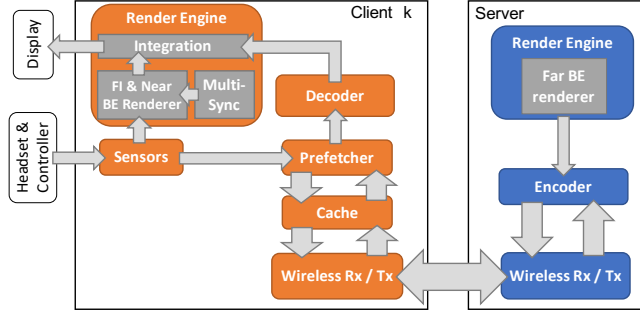 Client k
Server
Display
Render Engine
Integration
FI & Near
BE Renderer
Multi-
Sync
Decoder
Render Engine
Far BE
renderer
Headset &
Controller
Sensors
Prefetcher
Cache
Encoder
Wireless Rx / Tx
Wireless Rx / Tx